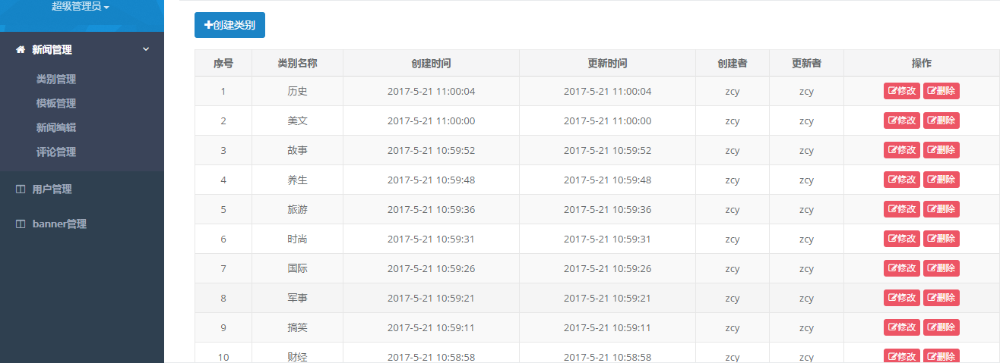 超级管理员
新闻管理
类别管理
模板管理
新闻编辑
评论管理
用户管理
banner管理
创建类别
序号 类别名称 创建时间 更新时间 创建者 更新者 操作
1 历史 2017-5-21 11:00:04 2017-5-21 11:00:04 zcy zcy 修改 删除
2 美文 2017-5-21 11:00:00 2017-5-21 11:00:00 zcy zcy 修改 删除
3 故事 2017-5-21 10:59:52 2017-5-21 10:59:52 zcy zcy 修改 删除
4 养生 2017-5-21 10:59:48 2017-5-21 10:59:48 zcy zcy 修改 删除
5 旅游 2017-5-21 10:59:36 2017-5-21 10:59:36 zcy zcy 修改 删除
6 时尚 2017-5-21 10:59:31 2017-5-21 10:59:31 zcy zcy 修改 删除
7 国际 2017-5-21 10:59:26 2017-5-21 10:59:26 zcy zcy 修改 删除
8 军事 2017-5-21 10:59:21 2017-5-21 10:59:21 zcy zcy 修改 删除
9 搞笑 2017-5-21 10:59:11 2017-5-21 10:59:11 zcy zcy 修改 删除
10 财经 2017-5-21 10:58:58 2017-5-21 10:58:58 zcy zcy 修改 删除